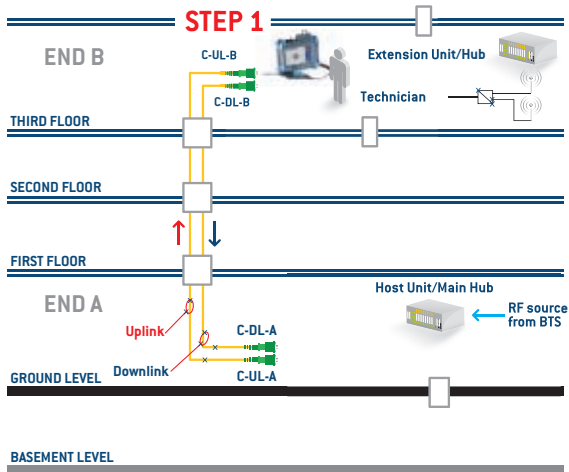 STEP 1
END B
C-UL-B
C-DL-B
Extension Unit/Hub
Technician
THIRD FLOOR
SECOND FLOOR
FIRST FLOOR
END A
Host Unit/Main Hub
RF source
from BTS
Uplink
C-DL-A
Downlink
C-UL-A
GROUND LEVEL
BASEMENT LEVEL